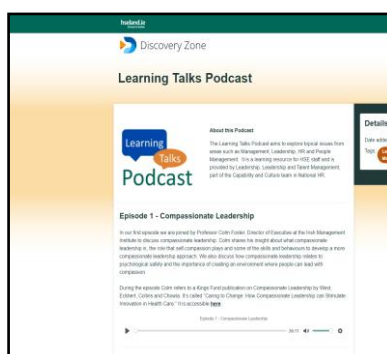 hseland.ie
Discovery Zone
Learning Talks Podcast
Learning
Talks
Podcast
About this Podcast
The Learning Talks Podcast aims to explore topical issues from
areas such as Management, Leadership, HR and People
Management. It is a learning resource for HSE staff and is
provided by Leadership, Leadership and Talent Management,
part of the Capability and Culture team in National HR.
Details
Date adde
Tags
Episode 1 - Compassionate Leadership
In our first episode we are joined by Professor Colm Foster, Director of Executive at the Irish Management
Institute to discuss compassionate leadership. Colm shares his insight about what compassionate
leadership is, the role that self-compassion plays and some of the skills and behaviours to develop a more
compassionate leadership approach. We also discuss how compassionate leadership relates to
psychological safety and the importance of creating an environment where people can lead with
compassion
During the episode Colm refers to a Kings Fund publication on Compassionate Leadership by West,
Eckhert, Collins and Chowla. It's called "Caring to Change: How Compassionate Leadership can Stimulate
Innovation in Health Care." It is accessible here.
Episode 1 - Compassionate Leadership